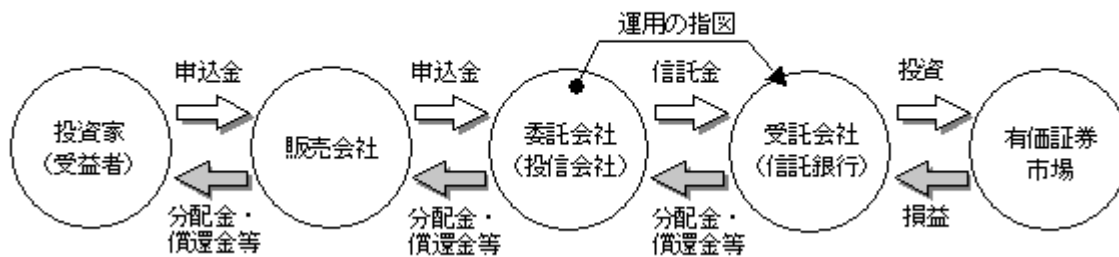 運用の指図
申込金
申込金
信託金
投資
投資家
(受益者)
販売会社
委託会社
(投信会社)
受託会社
(信託銀行)
有価証券
市場
分配金・
償還金等
分配金・
償還金等
分配金・
償還金等
損益